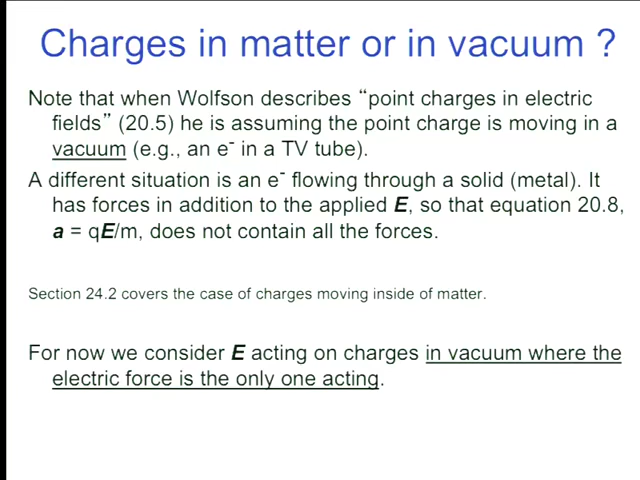 Charges in matter or in vacuum ?
Note that when Wolfson describes “point charges in electric
fields” (20.5) he is assuming the point charge is moving in a
vacuum (e.g., an e⁻ in a TV tube).
A different situation is an e⁻ flowing through a solid (metal). It
has forces in addition to the applied E, so that equation 20.8,
a = qE/m, does not contain all the forces.
Section 24.2 covers the case of charges moving inside of matter.
For now we consider E acting on charges in vacuum where the
electric force is the only one acting.